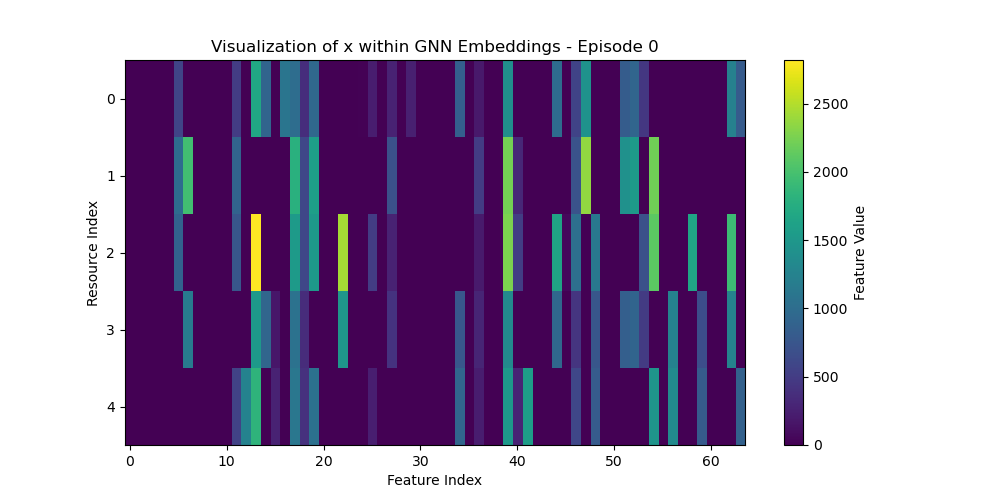 Visualization of x within GNN Embeddings - Episode 0
Resource Index
0
1
2
3
4
0 10 20 30 40 50 60
Feature Index
2500
2000
1500
1000
500
0
Feature Value